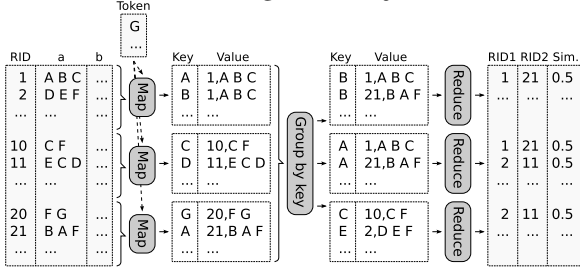 Token
G
...
RID a b
1 A B C ...
2 D E F ...
... ...
10 C F ...
11 E C D ...
... ...
20 F G ...
21 B A F ...
... ...
Map
Map
Map
Key Value
A 1,A B C
B 1,A B C
... ...
C 10,C F
D 11,E C D
... ...
G 20,F G
A 21,B A F
... ...
Group by key
Key Value
B 1,A B C
B 21,B A F
... ...
A 1,A B C
A 21,B A F
... ...
C 10,C F
E 2,D E F
... ...
Reduce
Reduce
Reduce
RID1 RID2 Sim.
1 21 0.5
... ... ...
1 21 0.5
2 11 0.5
... ... ...
2 11 0.5
... ... ...